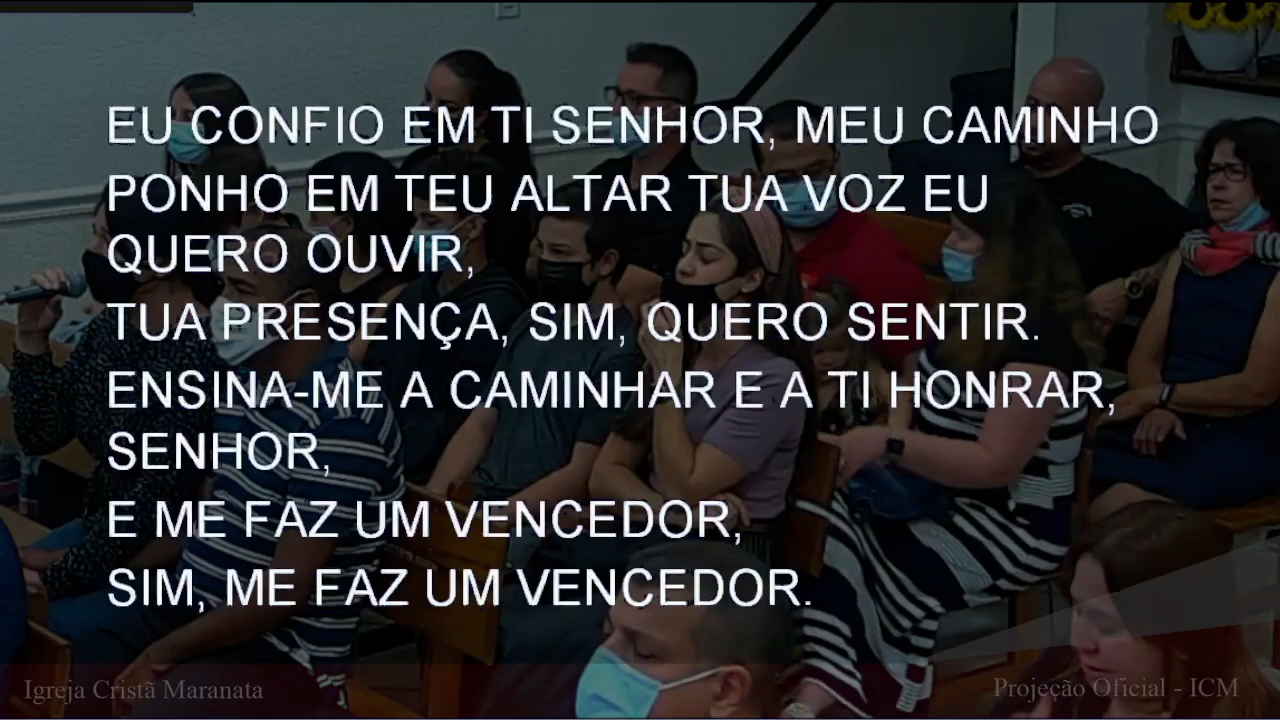 EU CONFIO EM TI SENHOR, MEU CAMINHO
PONHO EM TEU ALTAR TUA VOZ EU
QUERO OUVIR,
TUA PRESENÇA, SIM, QUERO SENTIR.
ENSINA-ME A CAMINHAR E A TI HONRAR,
SENHOR,
E ME FAZ UM VENCEDOR,
SIM, ME FAZ UM VENCEDOR.
Igreja Cristã Maranata
Projeção Oficial - ICM